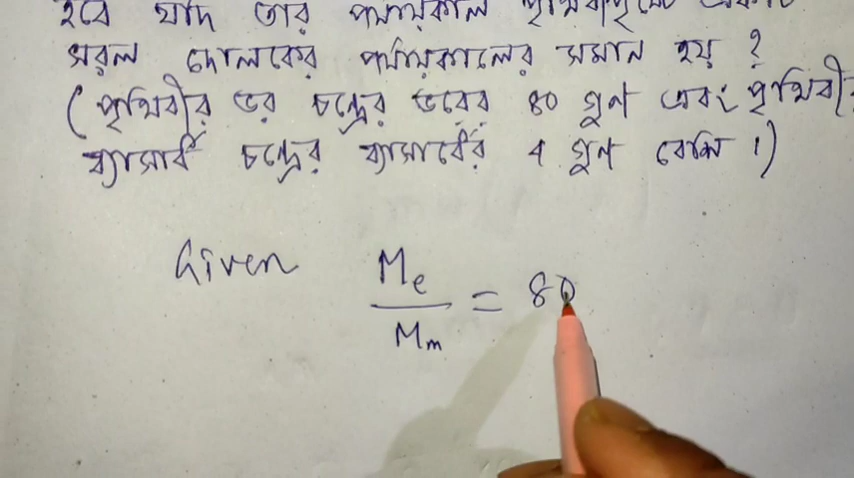 হবে যদি তার পর্যায়কাল পৃথিবীপৃষ্ঠে একটি
সরল দোলকের পর্যায়কালের সমান হয় ?
( পৃথিবীর ভর চন্দ্রের ভরের 80 গুণ এবং পৃথিবীর
ব্যাসার্ধ চন্দ্রের ব্যাসার্ধের 4 গুণ বেশি ।)
Given Me/Mm = 80